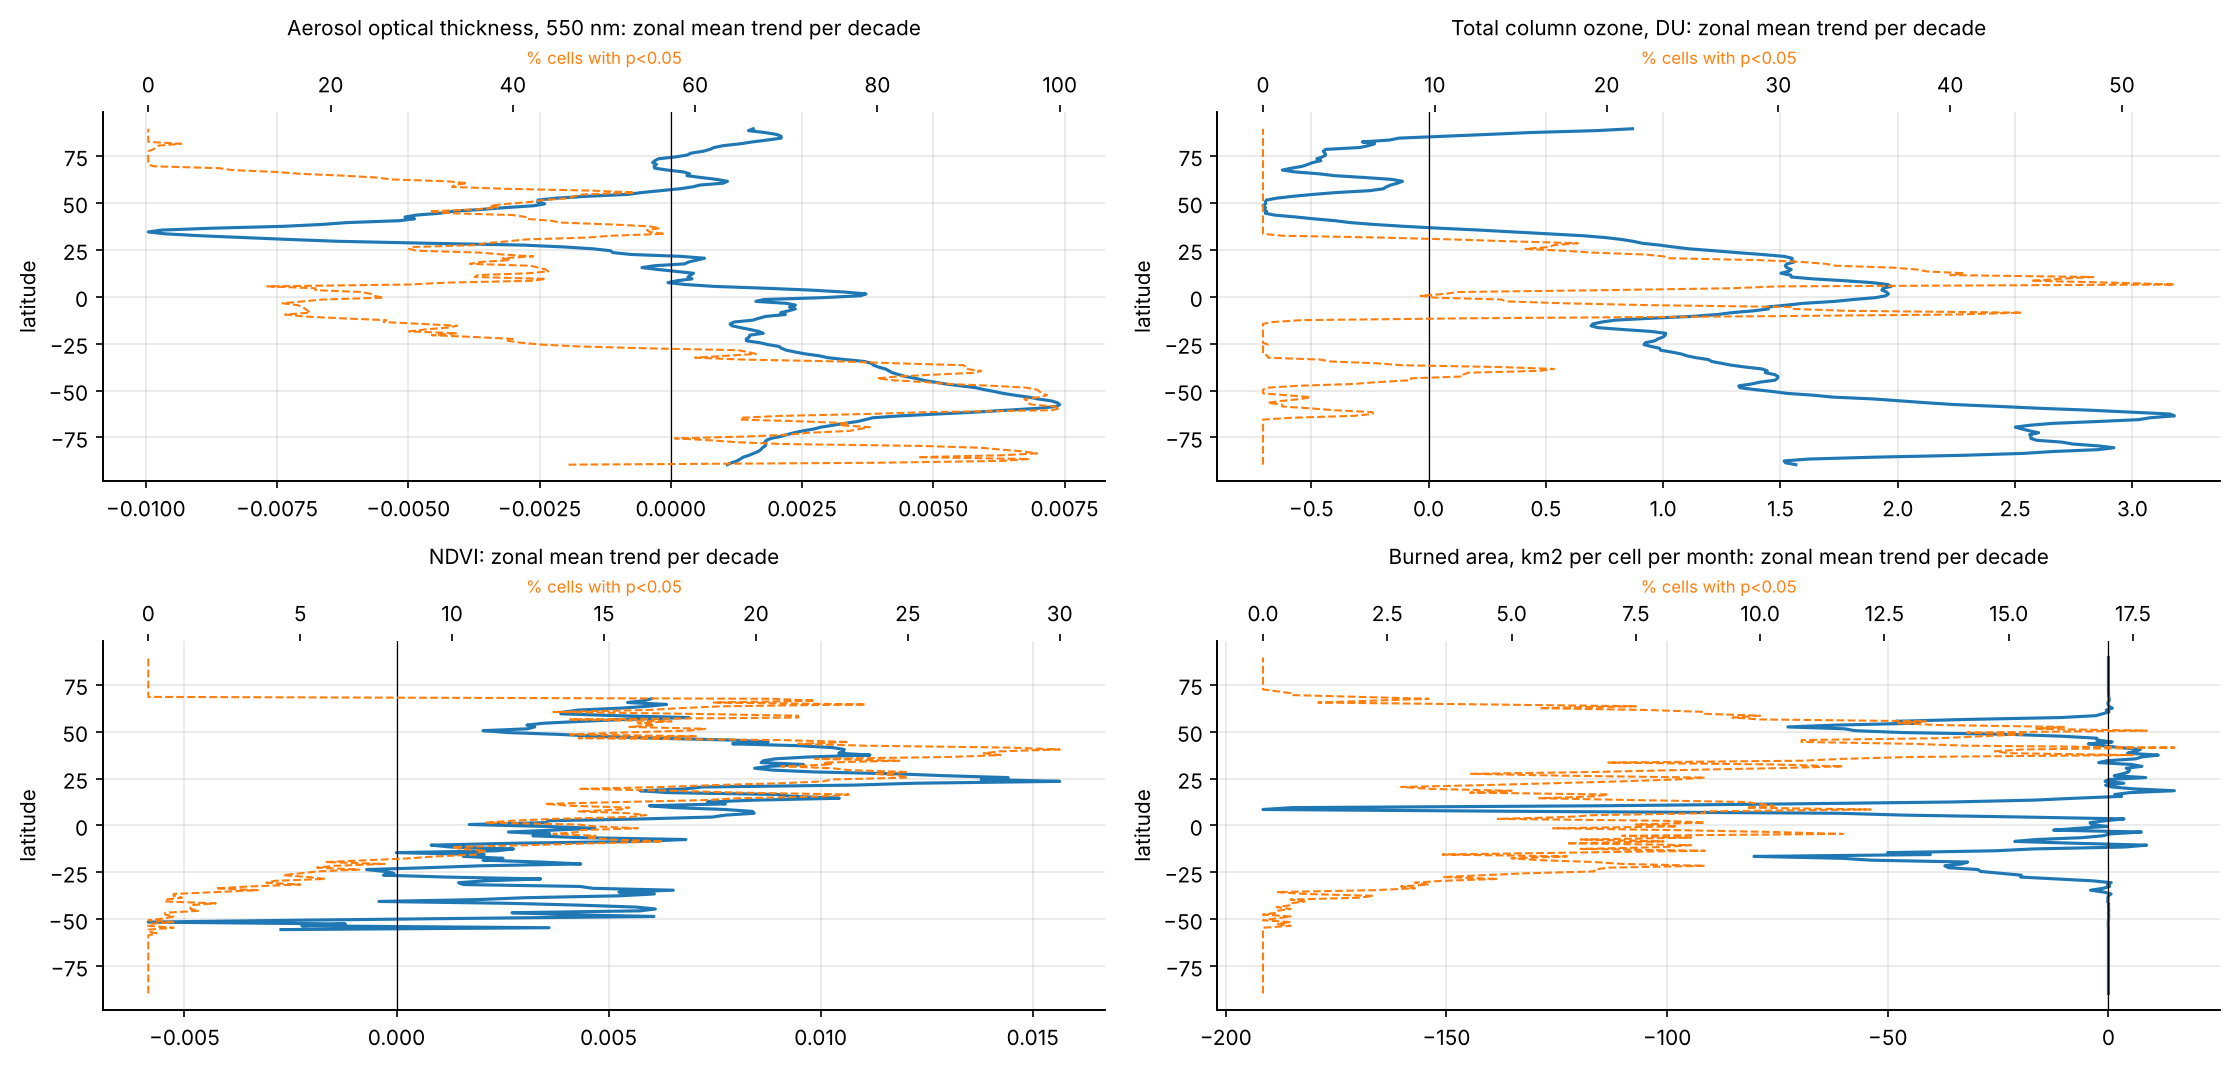 Aerosol optical thickness, 550 nm: zonal mean trend per decade
% cells with p<0.05
0 20 40 60 80 100
latitude
75
50
25
0
−25
−50
−75
−0.0100 −0.0075 −0.0050 −0.0025 0.0000 0.0025 0.0050 0.0075
Total column ozone, DU: zonal mean trend per decade
% cells with p<0.05
0 10 20 30 40 50
latitude
75
50
25
0
−25
−50
−75
−0.5 0.0 0.5 1.0 1.5 2.0 2.5 3.0
NDVI: zonal mean trend per decade
% cells with p<0.05
0 5 10 15 20 25 30
latitude
75
50
25
0
−25
−50
−75
−0.005 0.000 0.005 0.010 0.015
Burned area, km2 per cell per month: zonal mean trend per decade
% cells with p<0.05
0.0 2.5 5.0 7.5 10.0 12.5 15.0 17.5
latitude
75
50
25
0
−25
−50
−75
−200 −150 −100 −50 0